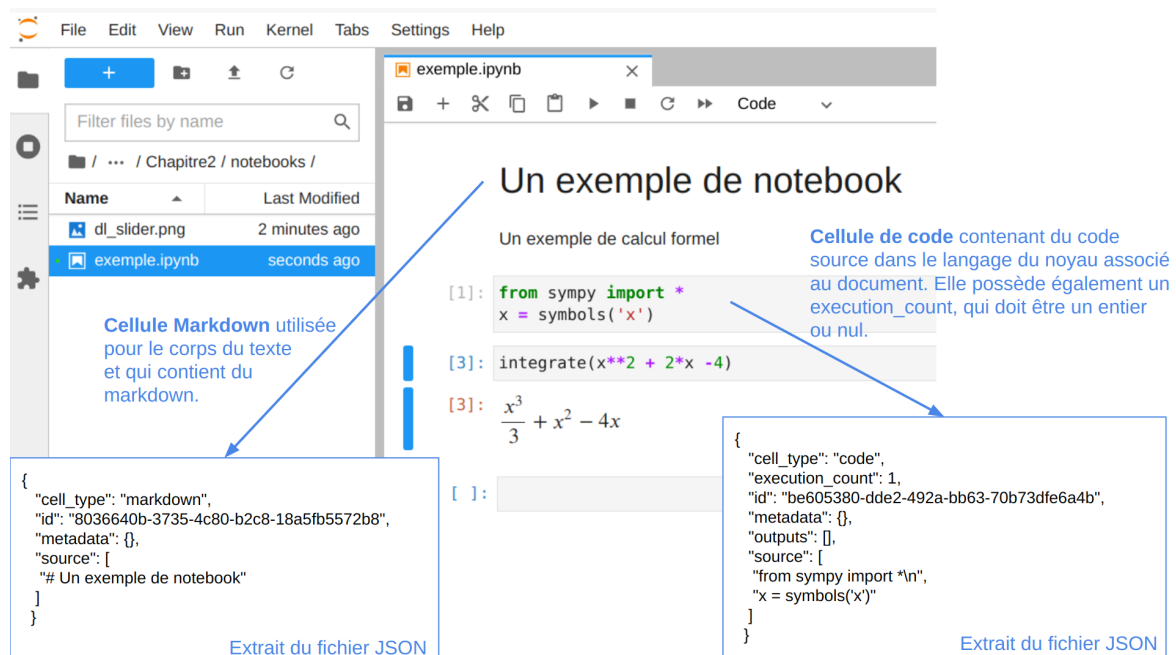 File Edit View Run Kernel Tabs Settings Help
+
Filter files by name
/ ··· / Chapitre2 / notebooks /
Name Last Modified
dl_slider.png 2 minutes ago
exemple.ipynb seconds ago
exemple.ipynb
Code
Un exemple de notebook
Un exemple de calcul formel
[1]: from sympy import *
x = symbols('x')
[3]: integrate(x**2 + 2*x -4)
[3]: x³/3 + x² − 4x
[ ]:
Cellule Markdown utilisée
pour le corps du texte
et qui contient du
markdown.
Cellule de code contenant du code
source dans le langage du noyau associé
au document. Elle possède également un
execution_count, qui doit être un entier
ou nul.
{
"cell_type": "markdown",
"id": "8036640b-3735-4c80-b2c8-18a5fb5572b8",
"metadata": {},
"source": [
"# Un exemple de notebook"
]
}
Extrait du fichier JSON
{
"cell_type": "code",
"execution_count": 1,
"id": "be605380-dde2-492a-bb63-70b73dfe6a4b",
"metadata": {},
"outputs": [],
"source": [
"from sympy import *\n",
"x = symbols('x')"
]
}
Extrait du fichier JSON